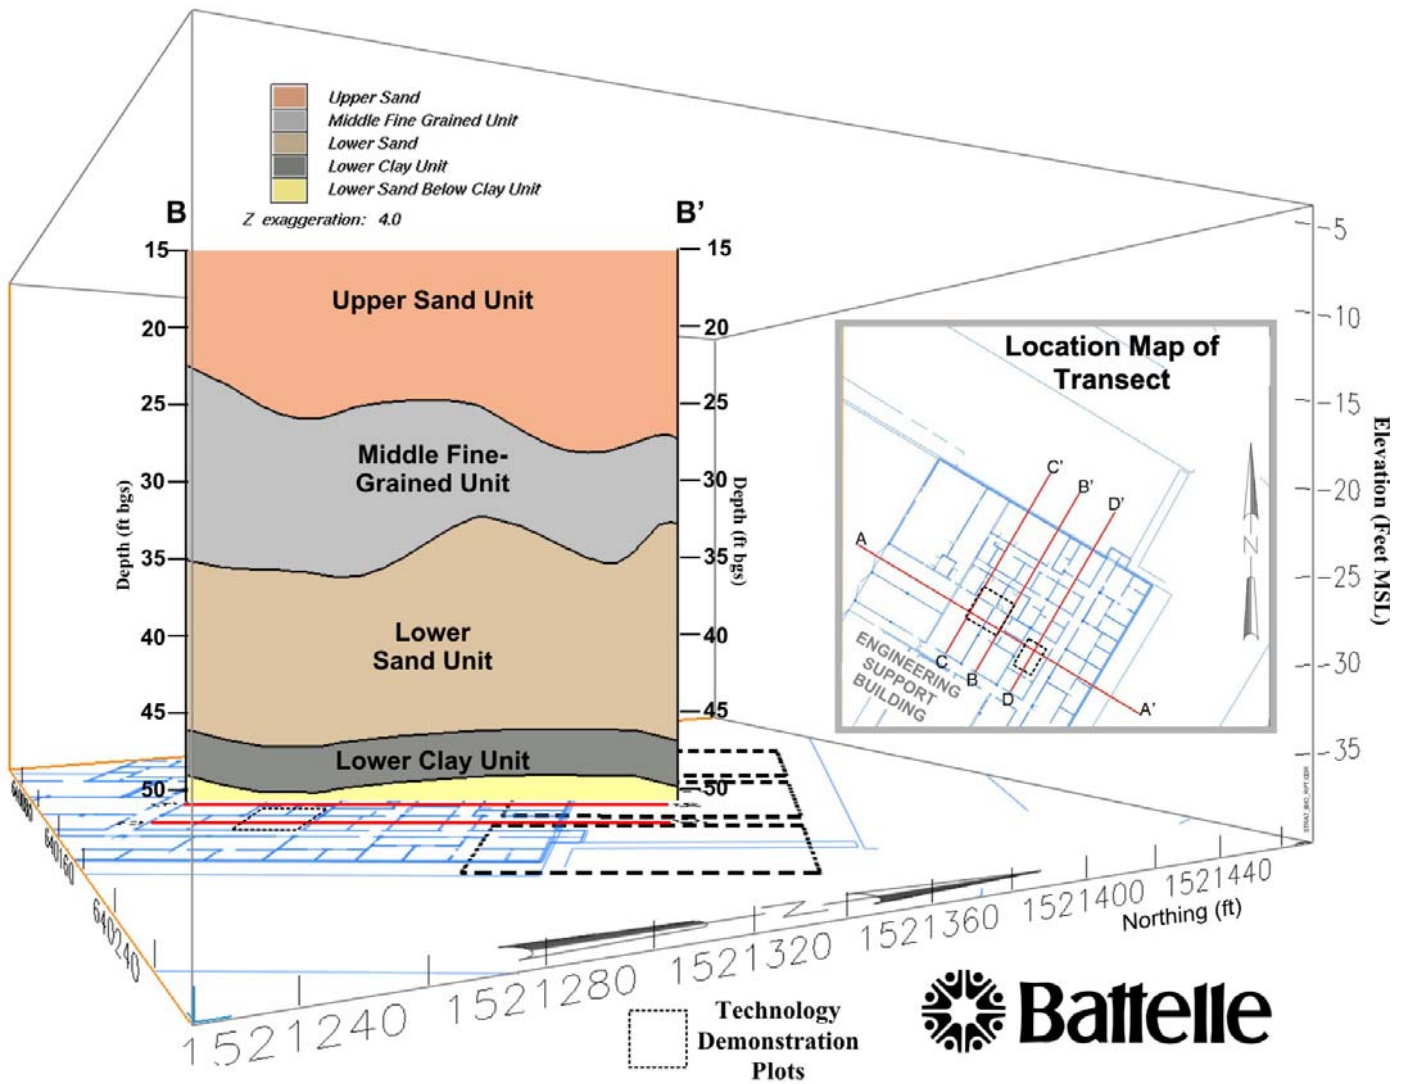 Upper Sand
Middle Fine Grained Unit
Lower Sand
Lower Clay Unit
Lower Sand Below Clay Unit
Z exaggeration: 4.0
B
B'
15
20
25
30
35
40
45
50
Depth (ft bgs)
Upper Sand Unit
Middle Fine-
Grained Unit
Lower
Sand Unit
Lower Clay Unit
15
20
25
30
35
40
45
50
Depth (ft bgs)
Location Map of
Transect
C'
B'
D'
A
N
C
B
D
A'
ENGINEERING
SUPPORT
BUILDING
-5
-10
-15
-20
-25
-30
-35
Elevation (Feet MSL)
640160
640240
N
1521240
1521280
1521320
1521360
1521400
1521440
Northing (ft)
Technology
Demonstration
Plots
Battelle